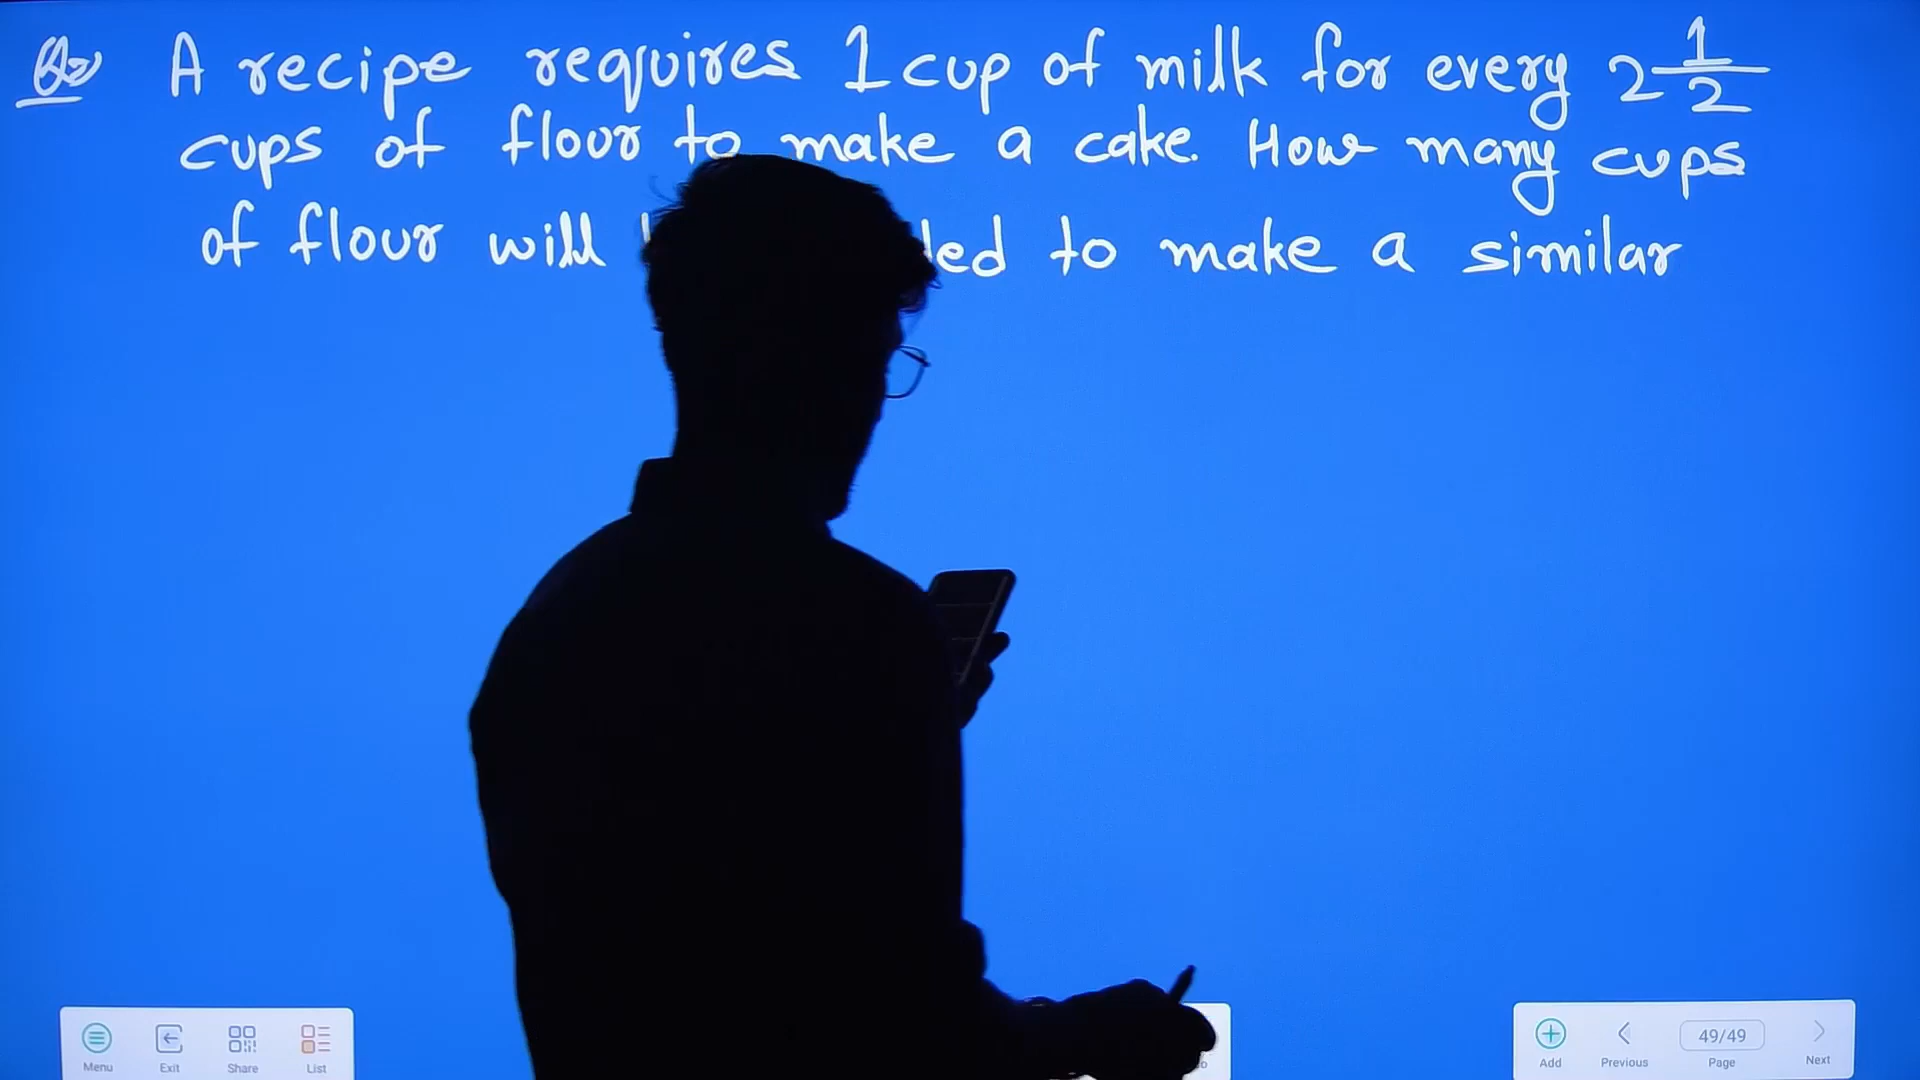 Q. A recipe requires 1 cup of milk for every 2 1/2
cups of flour to make a cake. How many cups
of flour will to make a similar
Menu Exit Share List
Add Previous 49/49 Page Next